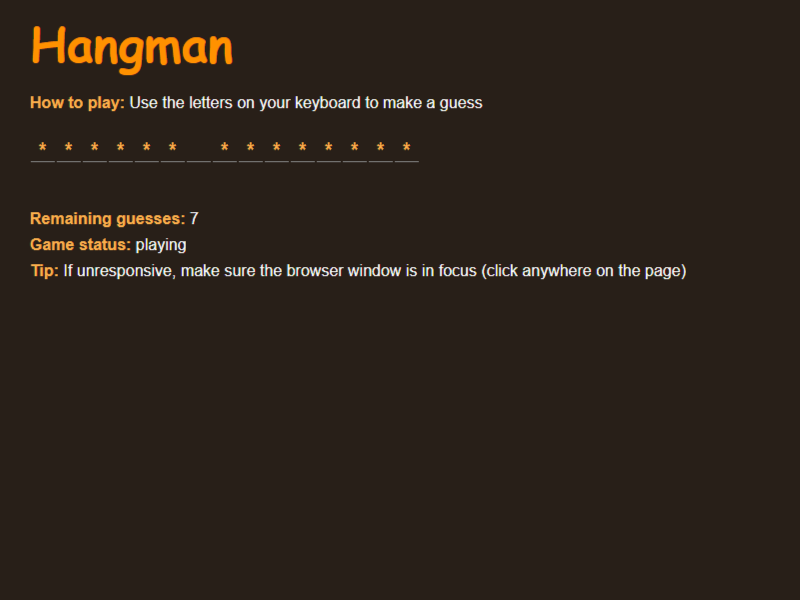 Hangman
How to play: Use the letters on your keyboard to make a guess
* * * * * *   * * * * * * * *
Remaining guesses: 7
Game status: playing
Tip: If unresponsive, make sure the browser window is in focus (click anywhere on the page)